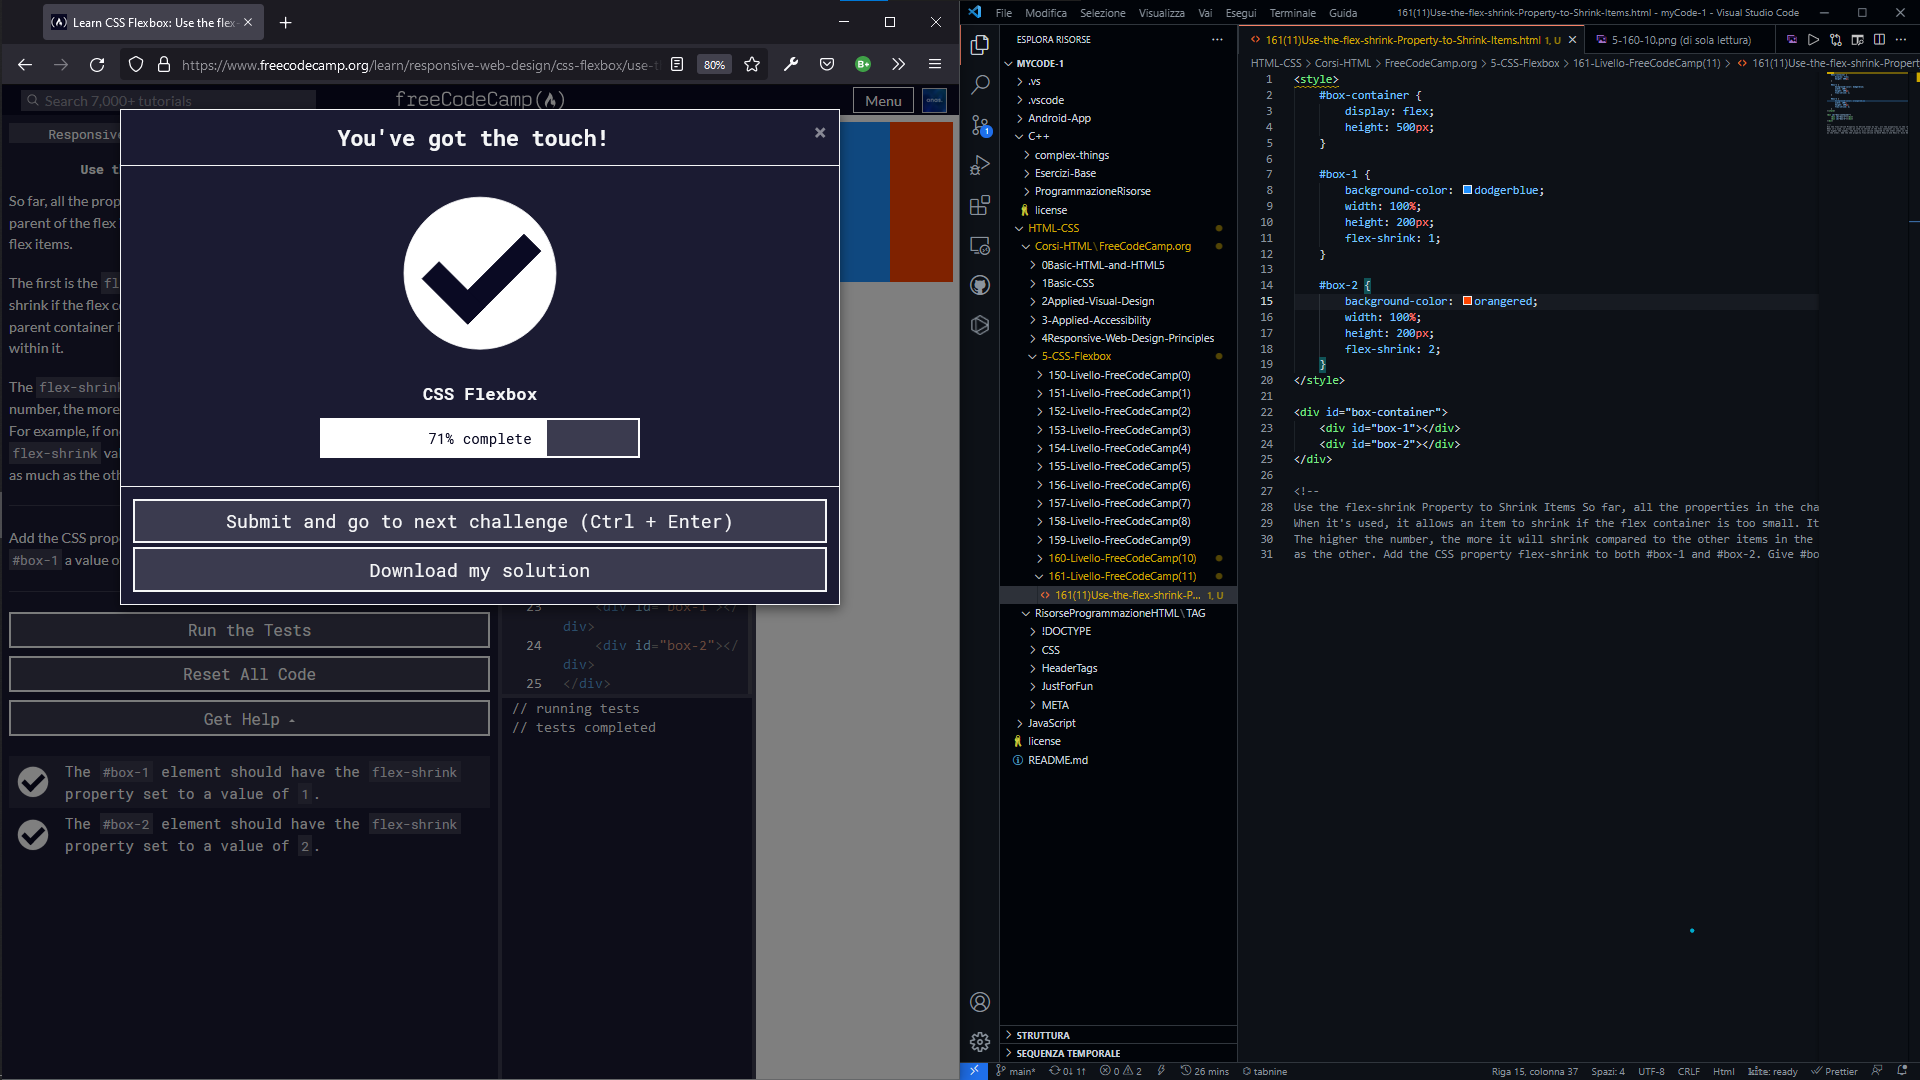 Learn CSS Flexbox: Use the flex-
https://www.freecodecamp.org/learn/responsive-web-design/css-flexbox/use-t
80%
Search 7,000+ tutorials
freeCodeCamp
Menu
Responsive
Use t
So far, all the prop
parent of the flex
flex items.
The first is the fl
shrink if the flex c
parent container i
within it.
The flex-shrink
number, the more
For example, if on
flex-shrink va
as much as the oth
Add the CSS prop
#box-1 a value o
You've got the touch!
×
CSS Flexbox
71% complete
Submit and go to next challenge (Ctrl + Enter)
Download my solution
Run the Tests
Reset All Code
Get Help
The #box-1 element should have the flex-shrink
property set to a value of 1.
The #box-2 element should have the flex-shrink
property set to a value of 2.
23 <div id="box-1"></
div>
24 <div id="box-2"></
div>
25 </div>
// running tests
// tests completed
File Modifica Selezione Visualizza Vai Esegui Terminale Guida
161(11)Use-the-flex-shrink-Property-to-Shrink-Items.html - myCode-1 - Visual Studio Code
ESPLORA RISORSE
MYCODE-1
.vs
.vscode
Android-App
C++
complex-things
Esercizi-Base
ProgrammazioneRisorse
license
HTML-CSS
Corsi-HTML\FreeCodeCamp.org
0Basic-HTML-and-HTML5
1Basic-CSS
2Applied-Visual-Design
3-Applied-Accessibility
4Responsive-Web-Design-Principles
5-CSS-Flexbox
150-Livello-FreeCodeCamp(0)
151-Livello-FreeCodeCamp(1)
152-Livello-FreeCodeCamp(2)
153-Livello-FreeCodeCamp(3)
154-Livello-FreeCodeCamp(4)
155-Livello-FreeCodeCamp(5)
156-Livello-FreeCodeCamp(6)
157-Livello-FreeCodeCamp(7)
158-Livello-FreeCodeCamp(8)
159-Livello-FreeCodeCamp(9)
160-Livello-FreeCodeCamp(10)
161-Livello-FreeCodeCamp(11)
161(11)Use-the-flex-shrink-P... 1, U
RisorseProgrammazioneHTML\TAG
!DOCTYPE
CSS
HeaderTags
JustForFun
META
JavaScript
license
README.md
STRUTTURA
SEQUENZA TEMPORALE
161(11)Use-the-flex-shrink-Property-to-Shrink-Items.html 1, U
5-160-10.png (di sola lettura)
HTML-CSS > Corsi-HTML > FreeCodeCamp.org > 5-CSS-Flexbox > 161-Livello-FreeCodeCamp(11) > 161(11)Use-the-flex-shrink-Propert
1 <style>
2 #box-container {
3 display: flex;
4 height: 500px;
5 }
6
7 #box-1 {
8 background-color: dodgerblue;
9 width: 100%;
10 height: 200px;
11 flex-shrink: 1;
12 }
13
14 #box-2 {
15 background-color: orangered;
16 width: 100%;
17 height: 200px;
18 flex-shrink: 2;
19 }
20 </style>
21
22 <div id="box-container">
23 <div id="box-1"></div>
24 <div id="box-2"></div>
25 </div>
26
27 <!--
28 Use the flex-shrink Property to Shrink Items So far, all the properties in the cha
29 When it's used, it allows an item to shrink if the flex container is too small. It
30 The higher the number, the more it will shrink compared to the other items in the
31 as the other. Add the CSS property flex-shrink to both #box-1 and #box-2. Give #bo
main* 0↓ 1↑ 0 2 26 mins tabnine
Riga 15, colonna 37 Spazi: 4 UTF-8 CRLF Html kite: ready Prettier